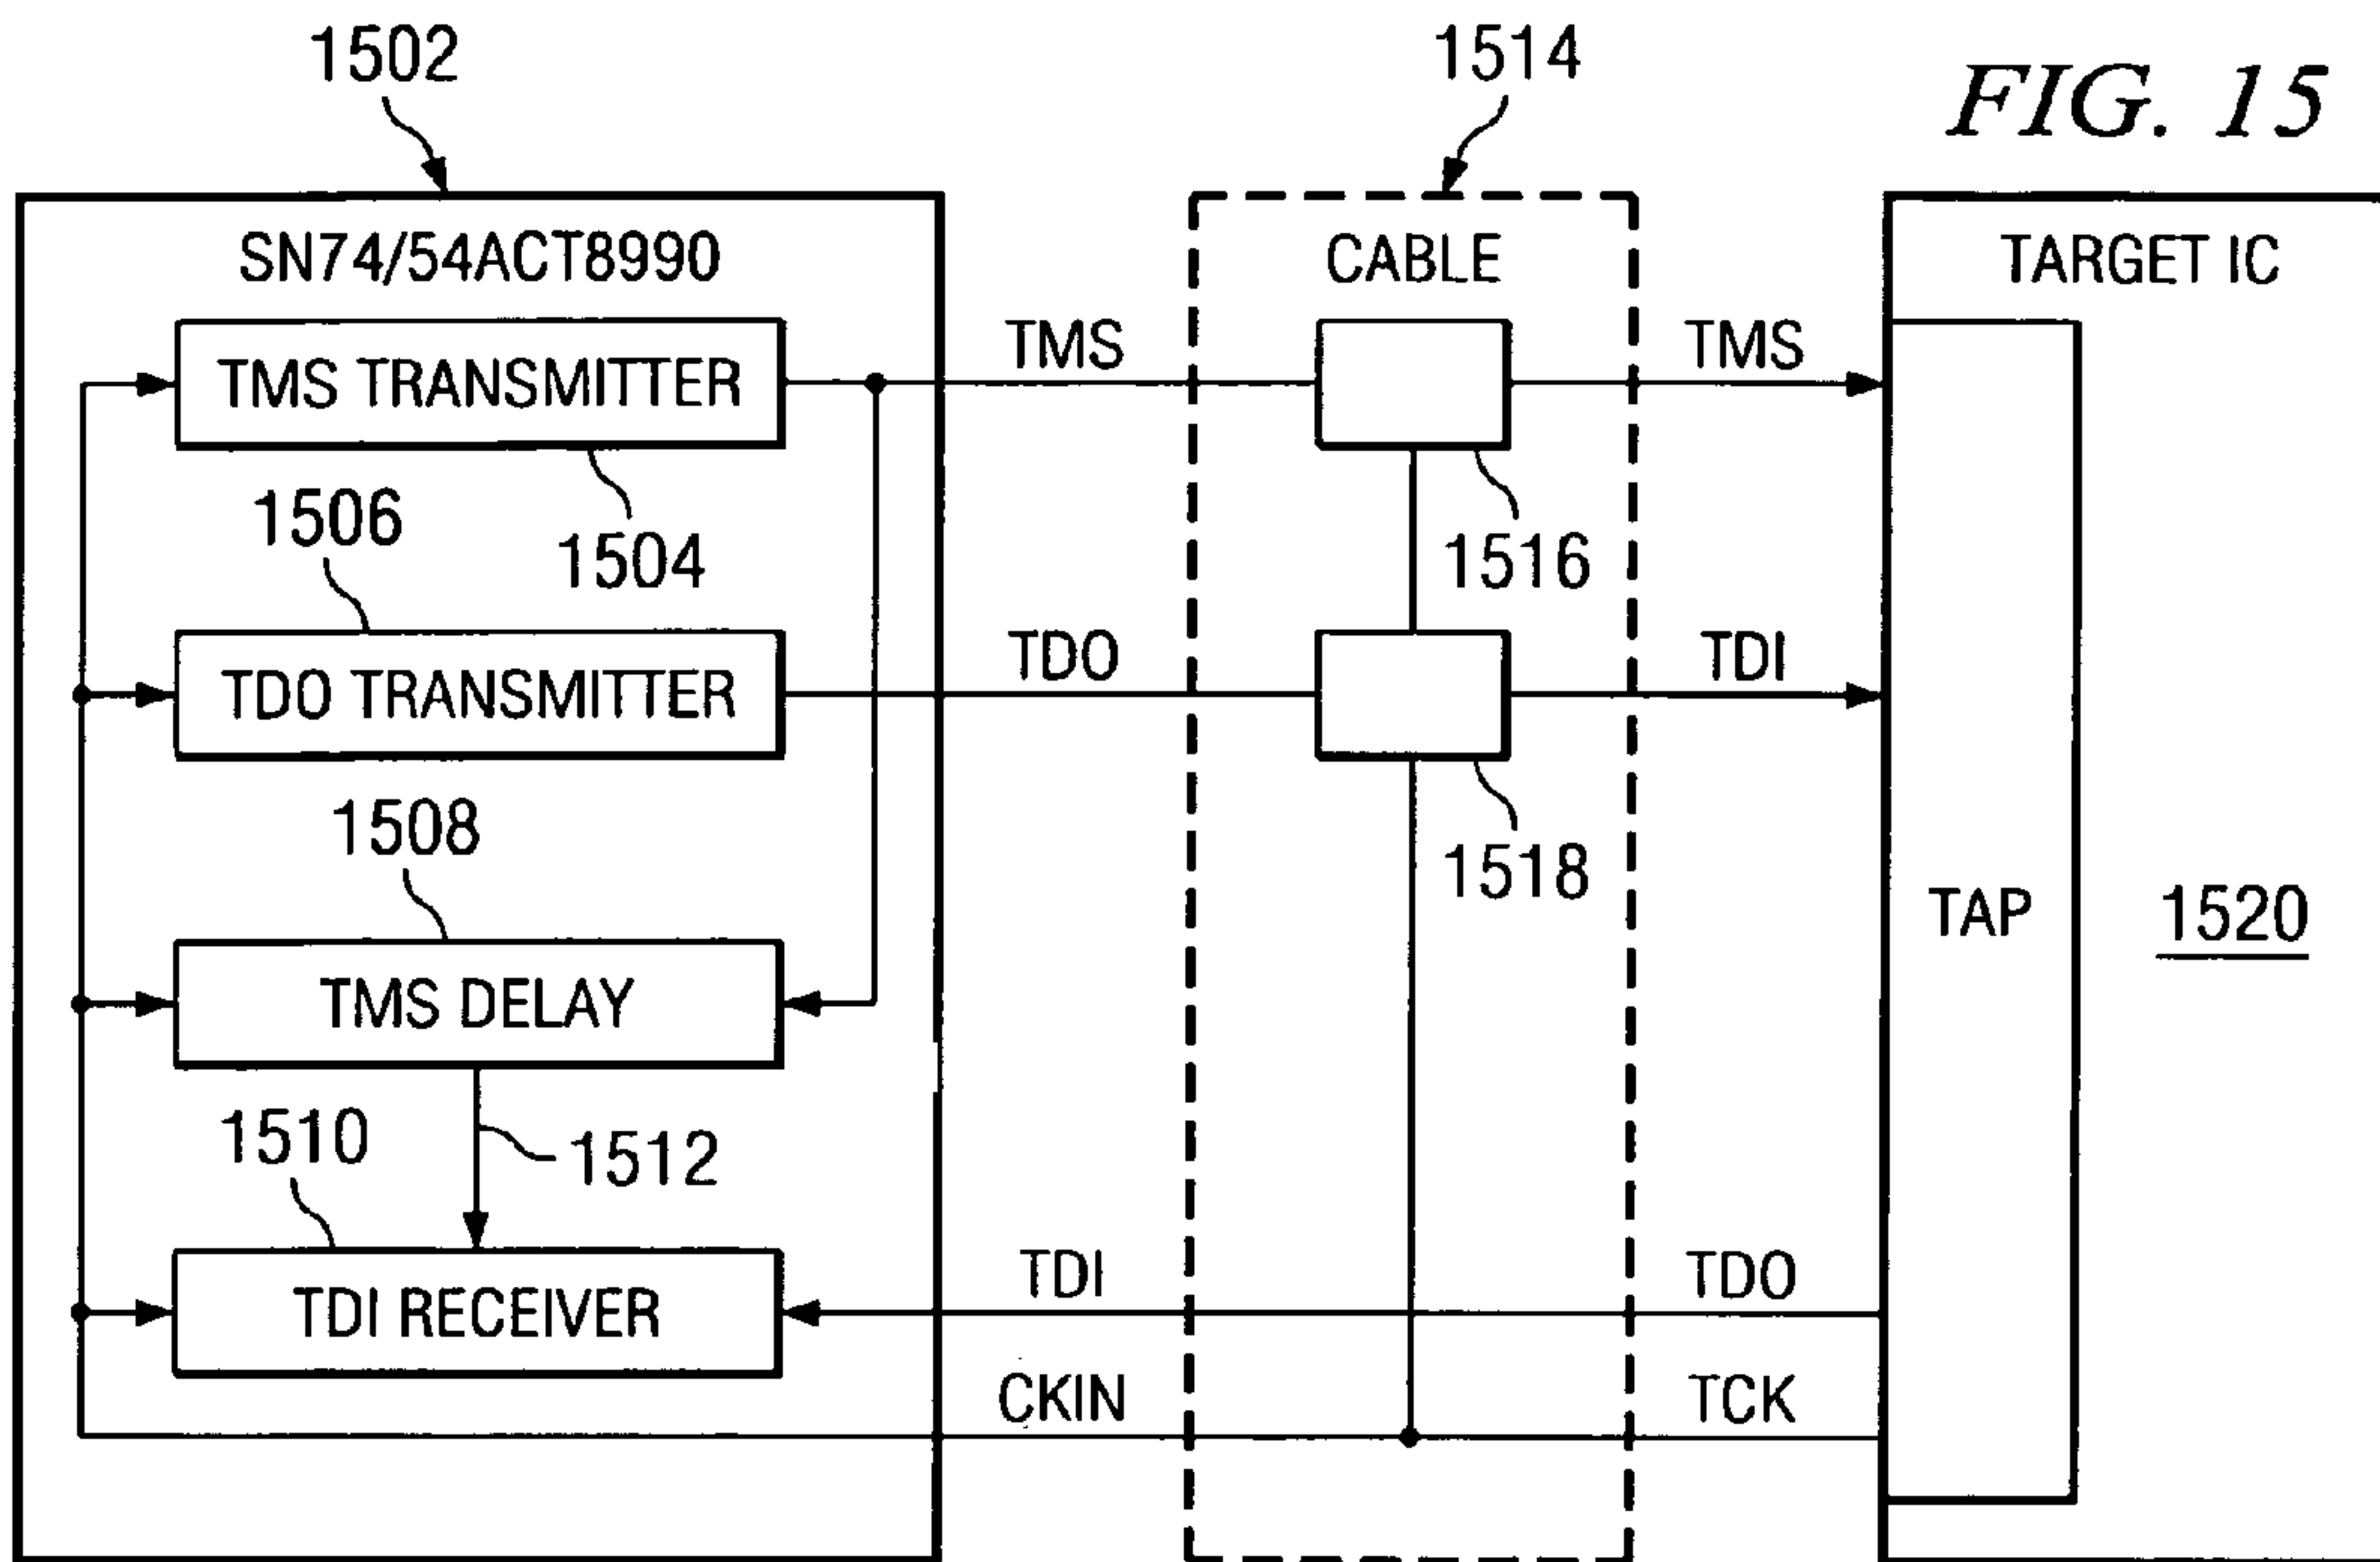 1502
1514
FIG. 15
SN74/54ACT8990
CABLE
TARGET IC
TMS TRANSMITTER
TMS
TMS
1506
1504
1516
TDO TRANSMITTER
TDO
TDI
1508
1518
TMS DELAY
TAP
1520
1510
1512
TDI RECEIVER
TDI
TDO
CKIN
TCK